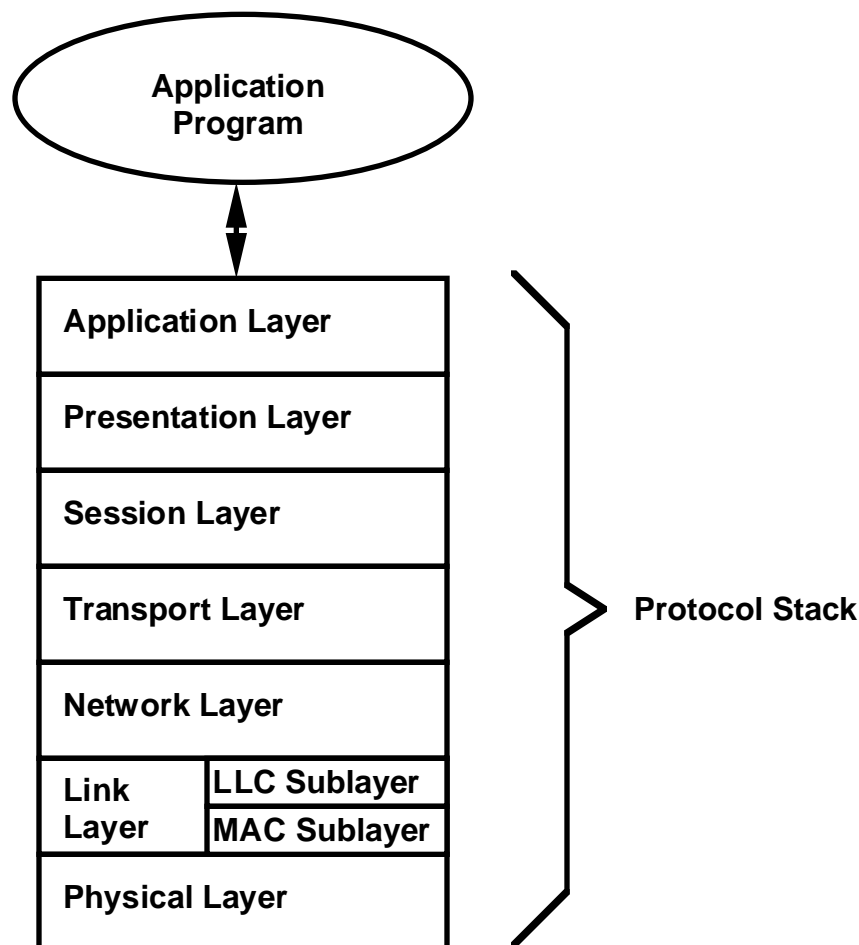 Application
Program
Application Layer
Presentation Layer
Session Layer
Transport Layer
Protocol Stack
Network Layer
Link
Layer
LLC Sublayer
MAC Sublayer
Physical Layer